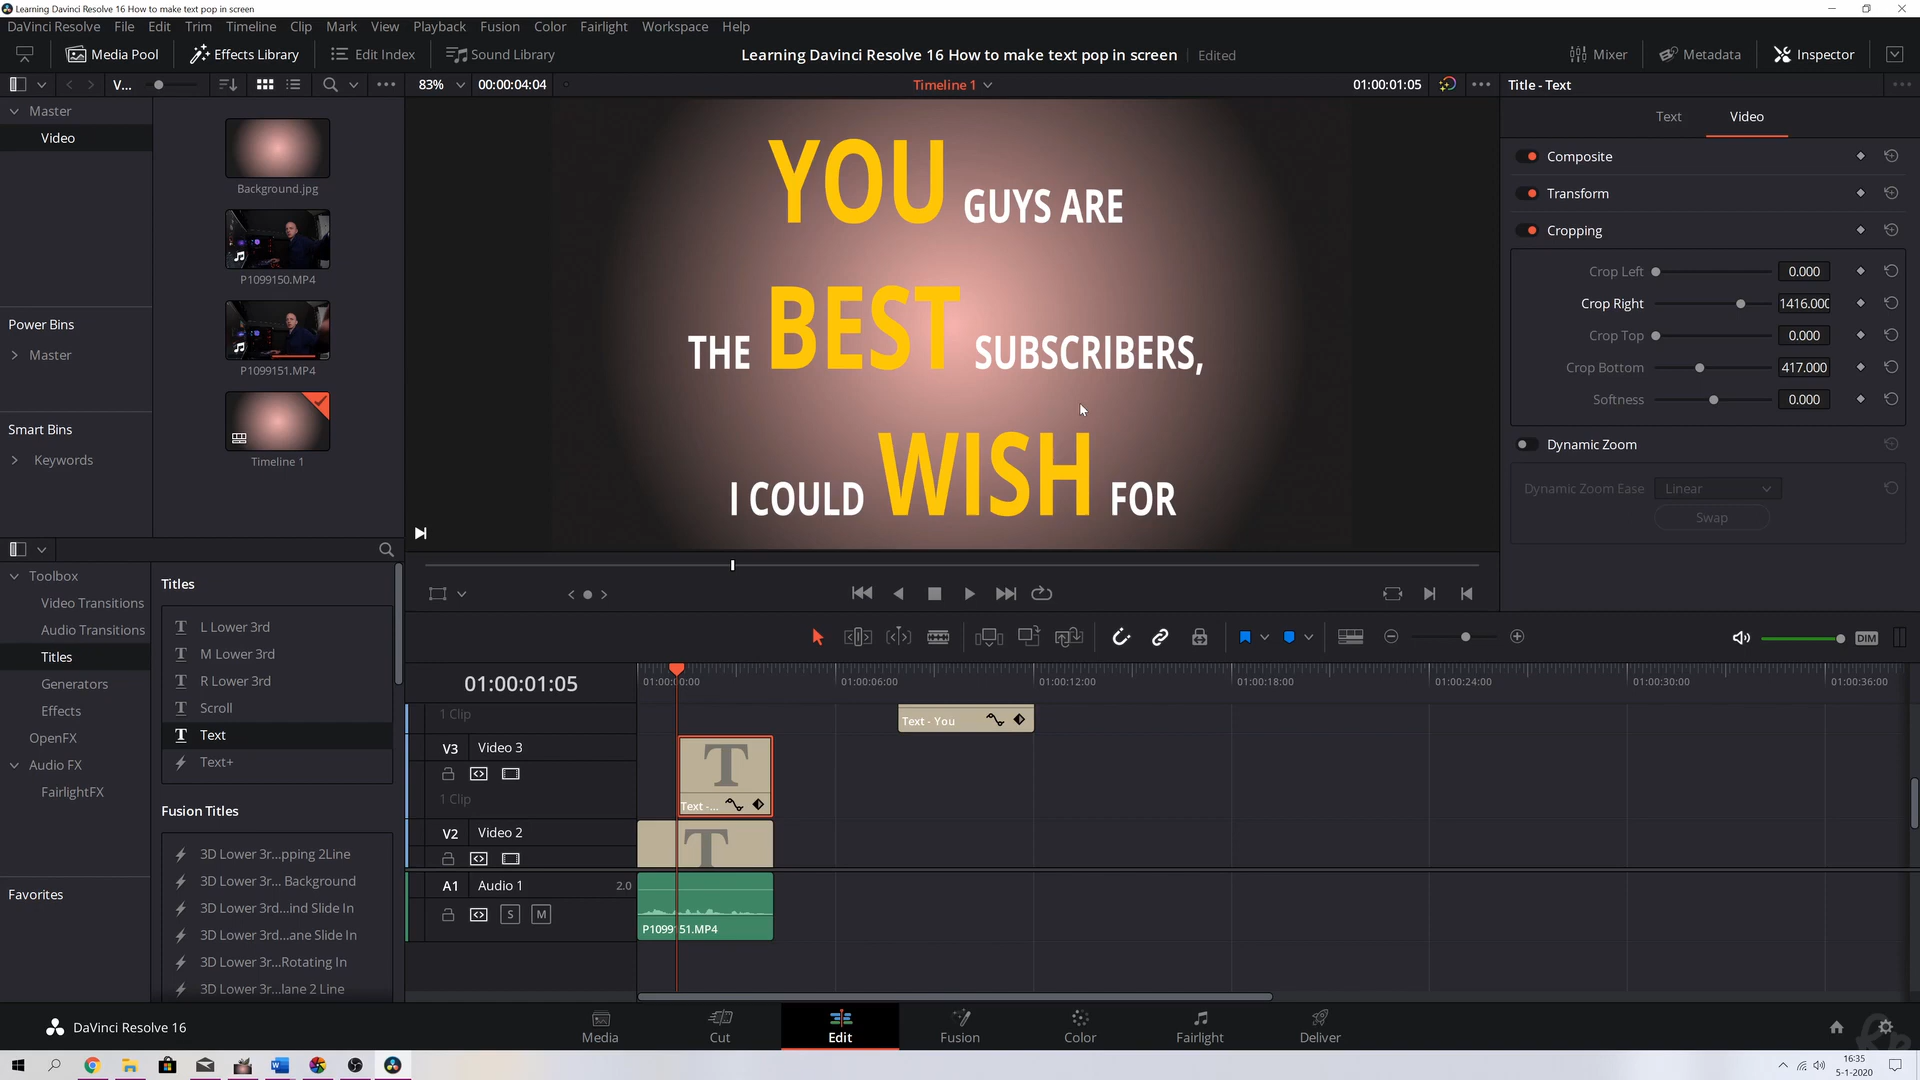 Learning Davinci Resolve 16 How to make text pop in screen
DaVinci Resolve File Edit Trim Timeline Clip Mark View Playback Fusion Color Fairlight Workspace Help
Media Pool Effects Library Edit Index Sound Library Learning Davinci Resolve 16 How to make text pop in screen Edited Mixer Metadata Inspector
V... 83% 00:00:04:04 Timeline 1 01:00:01:05 Title - Text
Master
Video
Background.jpg
P1099150.MP4
P1099151.MP4
Timeline 1
Power Bins
Master
Smart Bins
Keywords
YOU GUYS ARE
THE BEST SUBSCRIBERS,
I COULD WISH FOR
Text Video
Composite
Transform
Cropping
Crop Left 0.000
Crop Right 1416.000
Crop Top 0.000
Crop Bottom 417.000
Softness 0.000
Dynamic Zoom
Dynamic Zoom Ease Linear
Swap
Toolbox
Video Transitions
Audio Transitions
Titles
Generators
Effects
OpenFX
Audio FX
FairlightFX
Favorites
Titles
L Lower 3rd
M Lower 3rd
R Lower 3rd
Scroll
Text
Text+
Fusion Titles
3D Lower 3r...pping 2Line
3D Lower 3r... Background
3D Lower 3rd...ind Slide In
3D Lower 3rd...ane Slide In
3D Lower 3r...Rotating In
3D Lower 3r...lane 2 Line
DIM
01:00:01:05
01:00:00:00 01:00:06:00 01:00:12:00 01:00:18:00 01:00:24:00 01:00:30:00 01:00:36:00
1 Clip
Text - You
V3 Video 3
1 Clip
T
Text -...
V2 Video 2
T
A1 Audio 1 2.0
S M
P1099151.MP4
DaVinci Resolve 16
Media Cut Edit Fusion Color Fairlight Deliver
16:35
5-1-2020